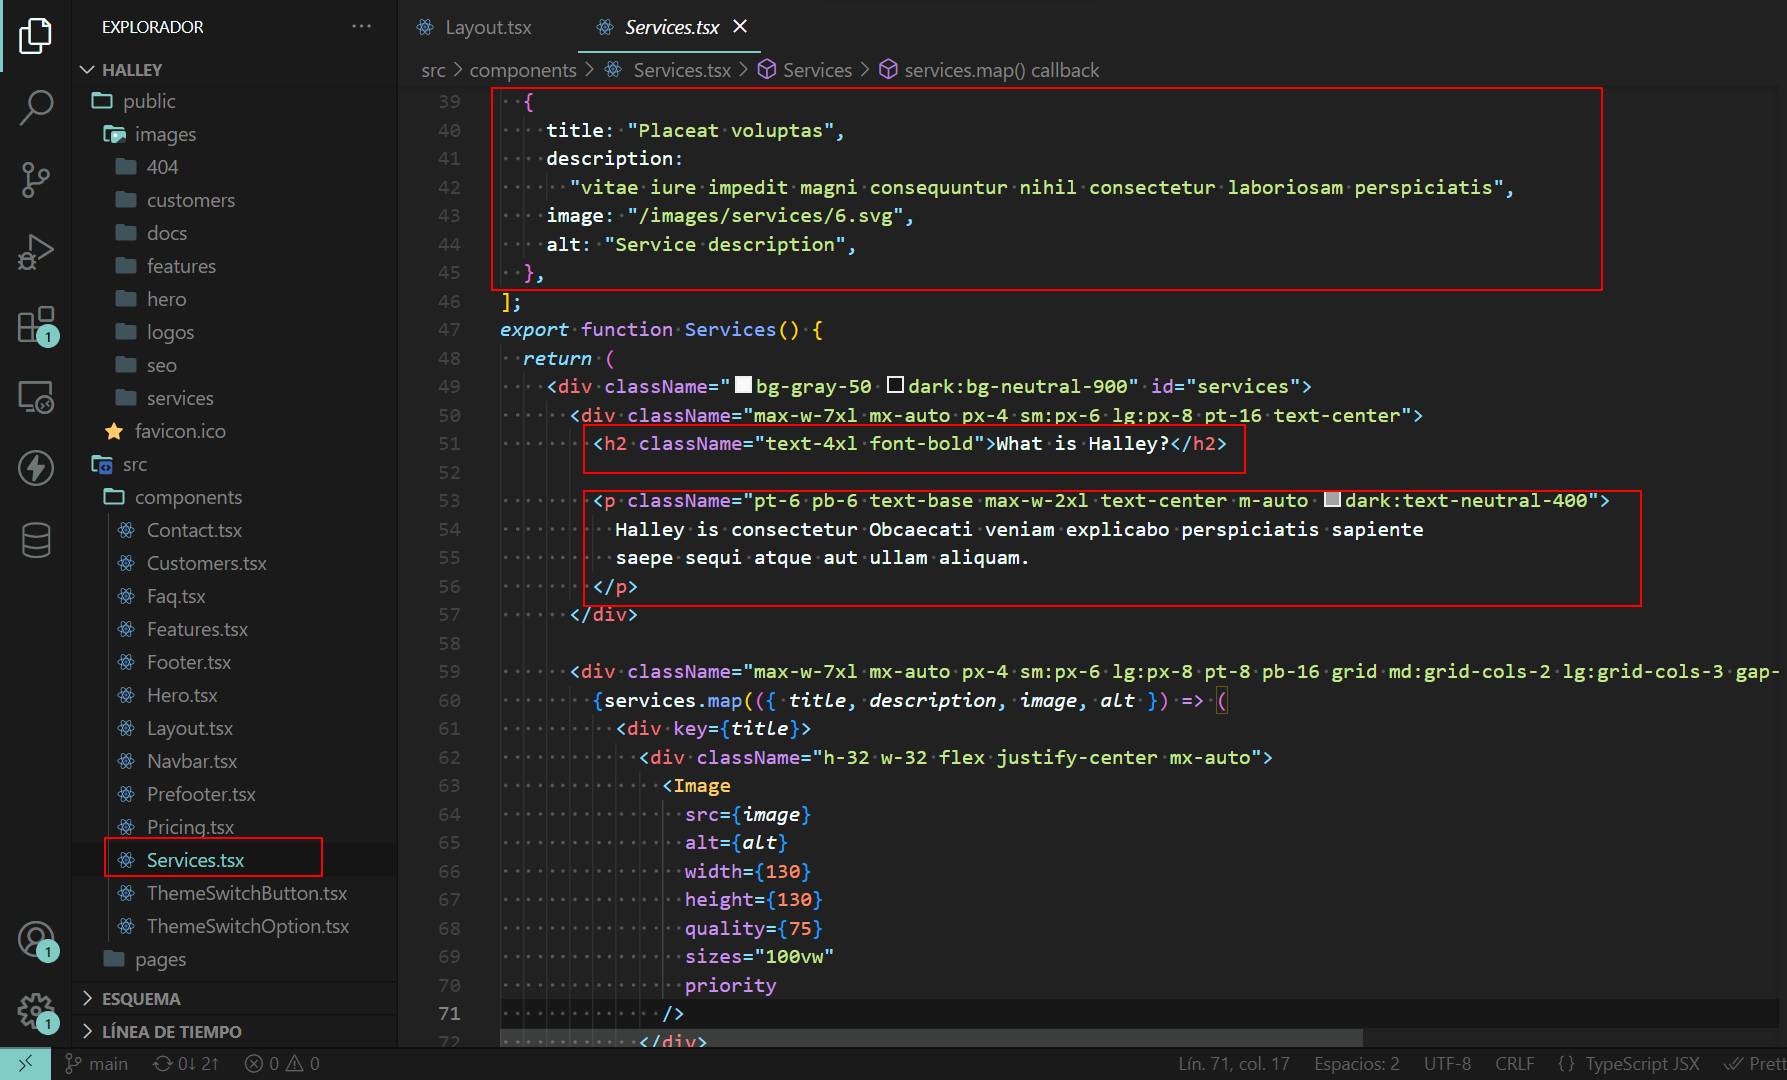 EXPLORADOR
HALLEY
public
images
404
customers
docs
features
hero
logos
seo
services
favicon.ico
src
components
Contact.tsx
Customers.tsx
Faq.tsx
Features.tsx
Footer.tsx
Hero.tsx
Layout.tsx
Navbar.tsx
Prefooter.tsx
Pricing.tsx
Services.tsx
ThemeSwitchButton.tsx
ThemeSwitchOption.tsx
pages
ESQUEMA
LÍNEA DE TIEMPO
1
1
1
Layout.tsx Services.tsx
src > components > Services.tsx > Services > services.map() callback
39 {
40 title: "Placeat voluptas",
41 description:
42 "vitae iure impedit magni consequuntur nihil consectetur laboriosam perspiciatis",
43 image: "/images/services/6.svg",
44 alt: "Service description",
45 },
46 ];
47 export function Services() {
48 return (
49 <div className="bg-gray-50 dark:bg-neutral-900" id="services">
50 <div className="max-w-7xl mx-auto px-4 sm:px-6 lg:px-8 pt-16 text-center">
51 <h2 className="text-4xl font-bold">What is Halley?</h2>
52
53 <p className="pt-6 pb-6 text-base max-w-2xl text-center m-auto dark:text-neutral-400">
54 Halley is consectetur Obcaecati veniam explicabo perspiciatis sapiente
55 saepe sequi atque aut ullam aliquam.
56 </p>
57 </div>
58
59 <div className="max-w-7xl mx-auto px-4 sm:px-6 lg:px-8 pt-8 pb-16 grid md:grid-cols-2 lg:grid-cols-3 gap-
60 {services.map(({ title, description, image, alt }) => (
61 <div key={title}>
62 <div className="h-32 w-32 flex justify-center mx-auto">
63 <Image
64 src={image}
65 alt={alt}
66 width={130}
67 height={130}
68 quality={75}
69 sizes="100vw"
70 priority
71 />
72 </div>
main 0↓ 2↑ 0 0 Lín. 71, col. 17 Espacios: 2 UTF-8 CRLF {} TypeScript JSX Prett